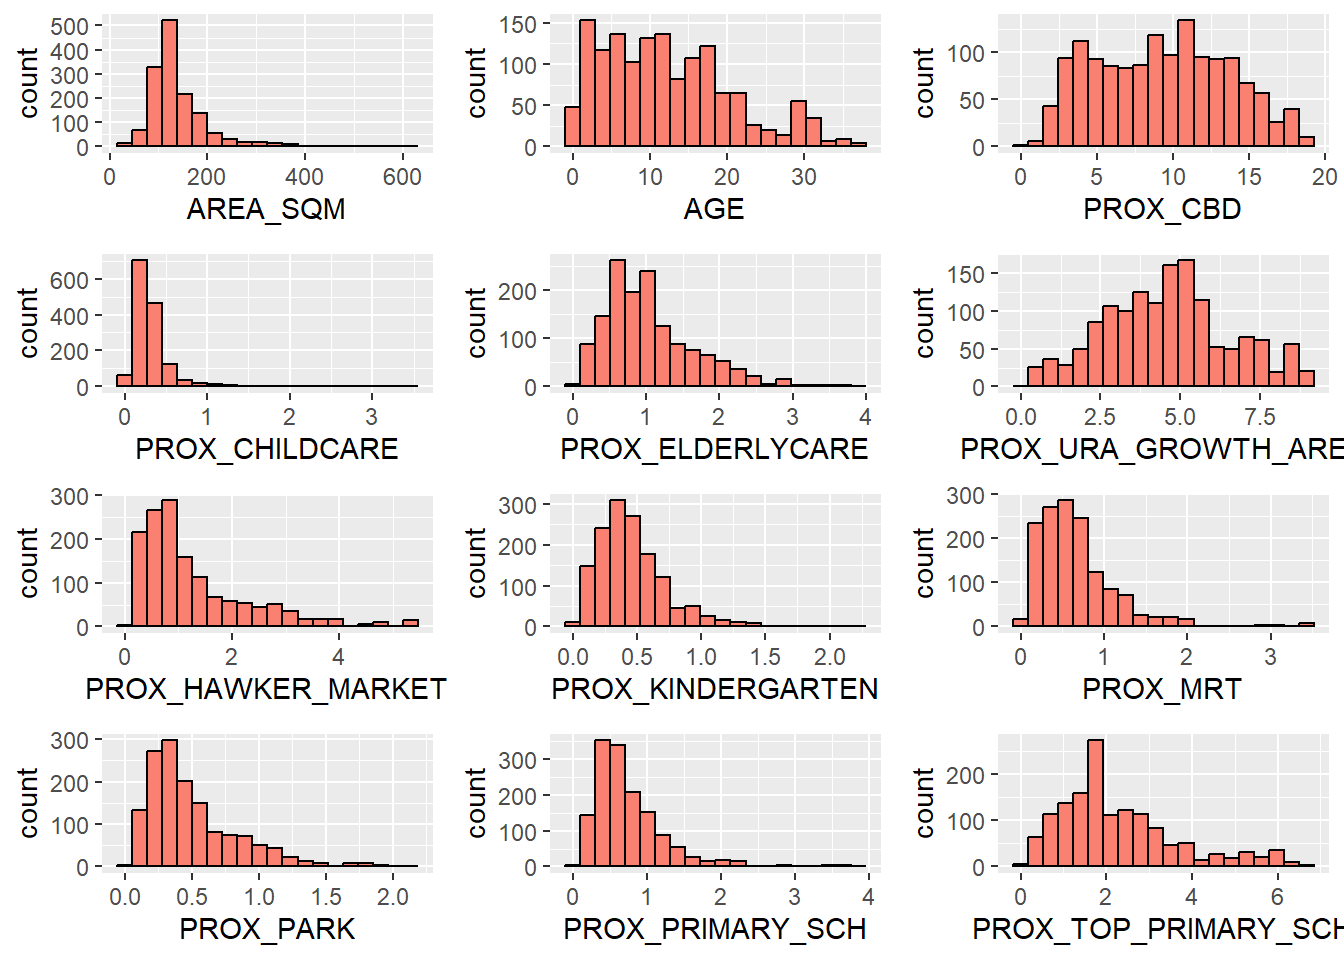 count
500
400
300
200
100
0
0 200 400 600
AREA_SQM
count
150
100
50
0
0 10 20 30
AGE
count
100
50
0
0 5 10 15 20
PROX_CBD
count
600
400
200
0
0 1 2 3
PROX_CHILDCARE
count
200
100
0
0 1 2 3 4
PROX_ELDERLYCARE
count
150
100
50
0
0.0 2.5 5.0 7.5
PROX_URA_GROWTH_ARE
count
300
200
100
0
0 2 4
PROX_HAWKER_MARKET
count
300
200
100
0
0.0 0.5 1.0 1.5 2.0
PROX_KINDERGARTEN
count
300
200
100
0
0 1 2 3
PROX_MRT
count
300
200
100
0
0.0 0.5 1.0 1.5 2.0
PROX_PARK
count
300
200
100
0
0 1 2 3 4
PROX_PRIMARY_SCH
count
200
100
0
0 2 4 6
PROX_TOP_PRIMARY_SCH